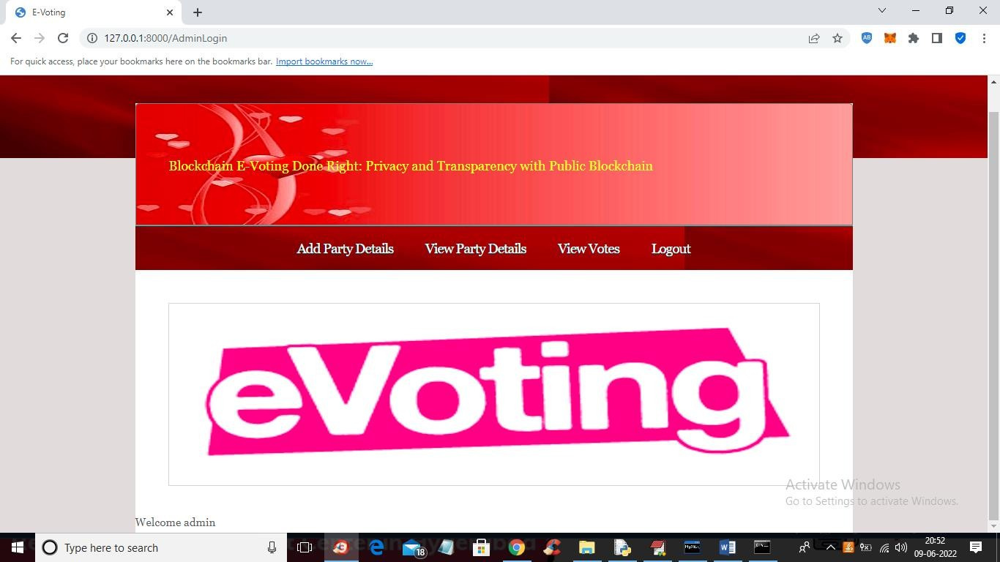 E-Voting
127.0.0.1:8000/AdminLogin
AB
For quick access, place your bookmarks here on the bookmarks bar. Import bookmarks now...
Blockchain E-Voting Done Right: Privacy and Transparency with Public Blockchain
Add Party Details View Party Details View Votes Logout
eVoting
Activate Windows
Go to Settings to activate Windows.
Welcome admin
Type here to search
18
MySQL
20:52
09-06-2022